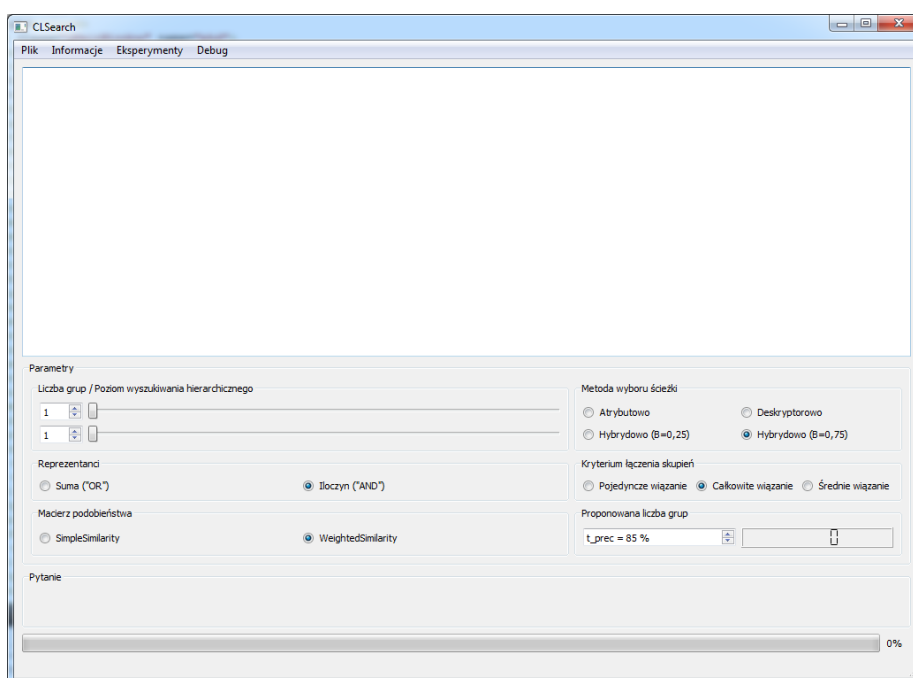 CLSearch
Plik Informacje Eksperymenty Debug
Parametry
Liczba grup / Poziom wyszukiwania hierarchicznego
1
1
Metoda wyboru ścieżki
Atrybutowo Deskryptorowo
Hybrydowo (B=0,25) Hybrydowo (B=0,75)
Reprezentanci
Suma ("OR") Iloczyn ("AND")
Kryterium łączenia skupień
Pojedyncze wiązanie Całkowite wiązanie Średnie wiązanie
Macierz podobieństwa
SimpleSimilarity WeightedSimilarity
Proponowana liczba grup
t_prec = 85 % 0
Pytanie
0%